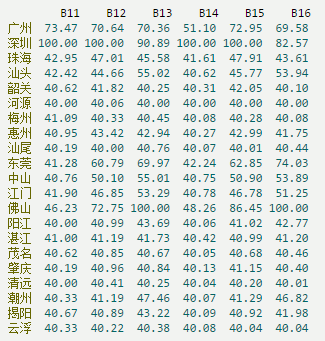 B11 B12 B13 B14 B15 B16
广州 73.47 70.64 70.36 51.10 72.95 69.58
深圳 100.00 100.00 90.89 100.00 100.00 82.57
珠海 42.95 47.01 45.58 41.61 47.91 43.61
汕头 42.42 44.66 55.02 40.62 45.77 53.94
韶关 40.62 41.82 40.25 40.31 42.05 40.10
河源 40.00 40.06 40.00 40.00 40.00 40.00
梅州 41.09 40.33 40.45 40.08 40.28 40.08
惠州 40.95 43.42 42.94 40.27 42.99 41.75
汕尾 40.19 40.00 40.76 40.07 40.01 40.44
东莞 41.28 60.79 69.97 42.24 62.85 74.03
中山 40.76 50.10 55.01 40.75 50.90 53.89
江门 41.90 46.85 53.29 40.78 46.78 51.25
佛山 46.23 72.75 100.00 48.26 86.45 100.00
阳江 40.00 40.99 43.69 40.06 41.02 42.77
湛江 41.00 41.19 41.73 40.42 40.99 41.20
茂名 40.62 40.85 40.67 40.05 40.68 40.46
肇庆 40.19 40.96 40.84 40.13 41.15 40.40
清远 40.00 40.41 40.25 40.04 40.20 40.01
潮州 40.33 41.19 47.46 40.07 41.29 46.82
揭阳 40.67 40.89 43.22 40.09 40.92 41.98
云浮 40.33 40.22 40.38 40.08 40.04 40.04